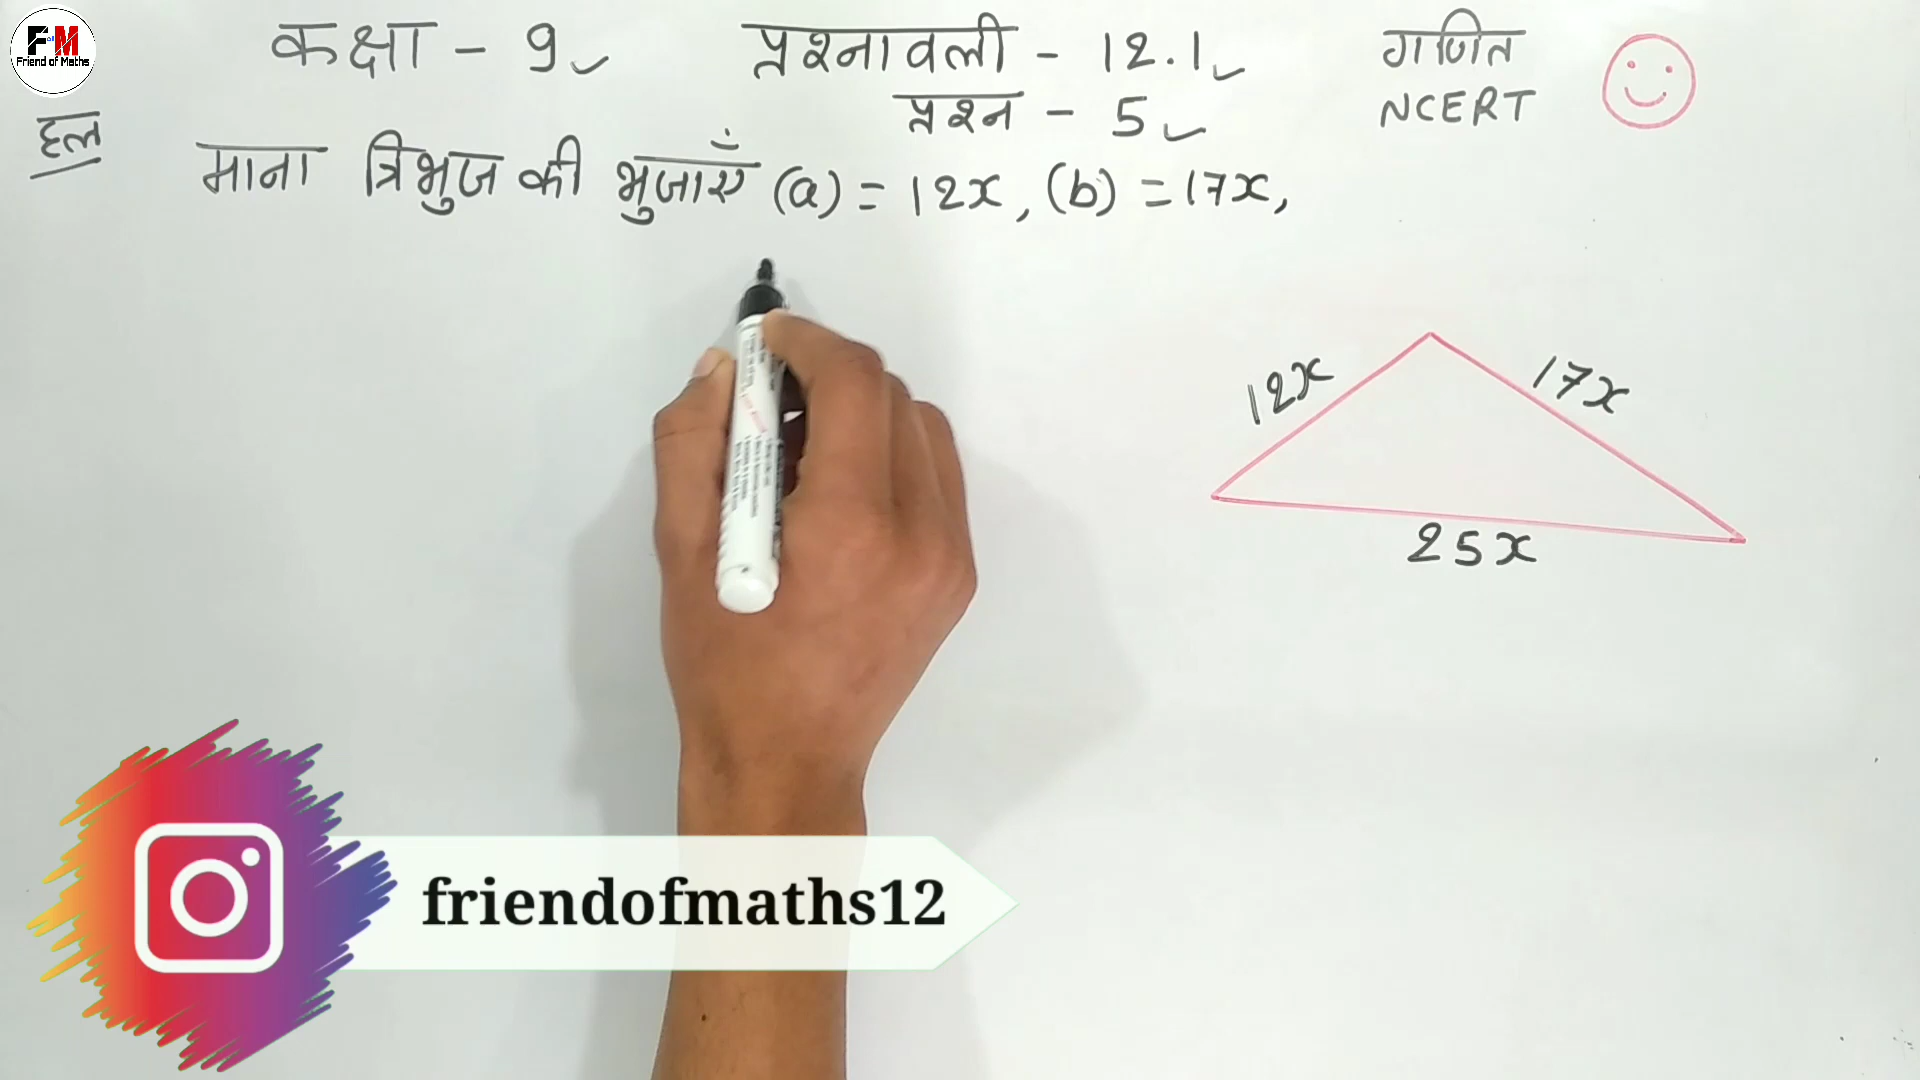 FM
Friend of Maths
कक्षा - 9 प्रश्नावली - 12.1 गणित
प्रश्न - 5 NCERT
हल
माना त्रिभुज की भुजाएँ (a) = 12x, (b) = 17x,
12x
17x
25x
friendofmaths12